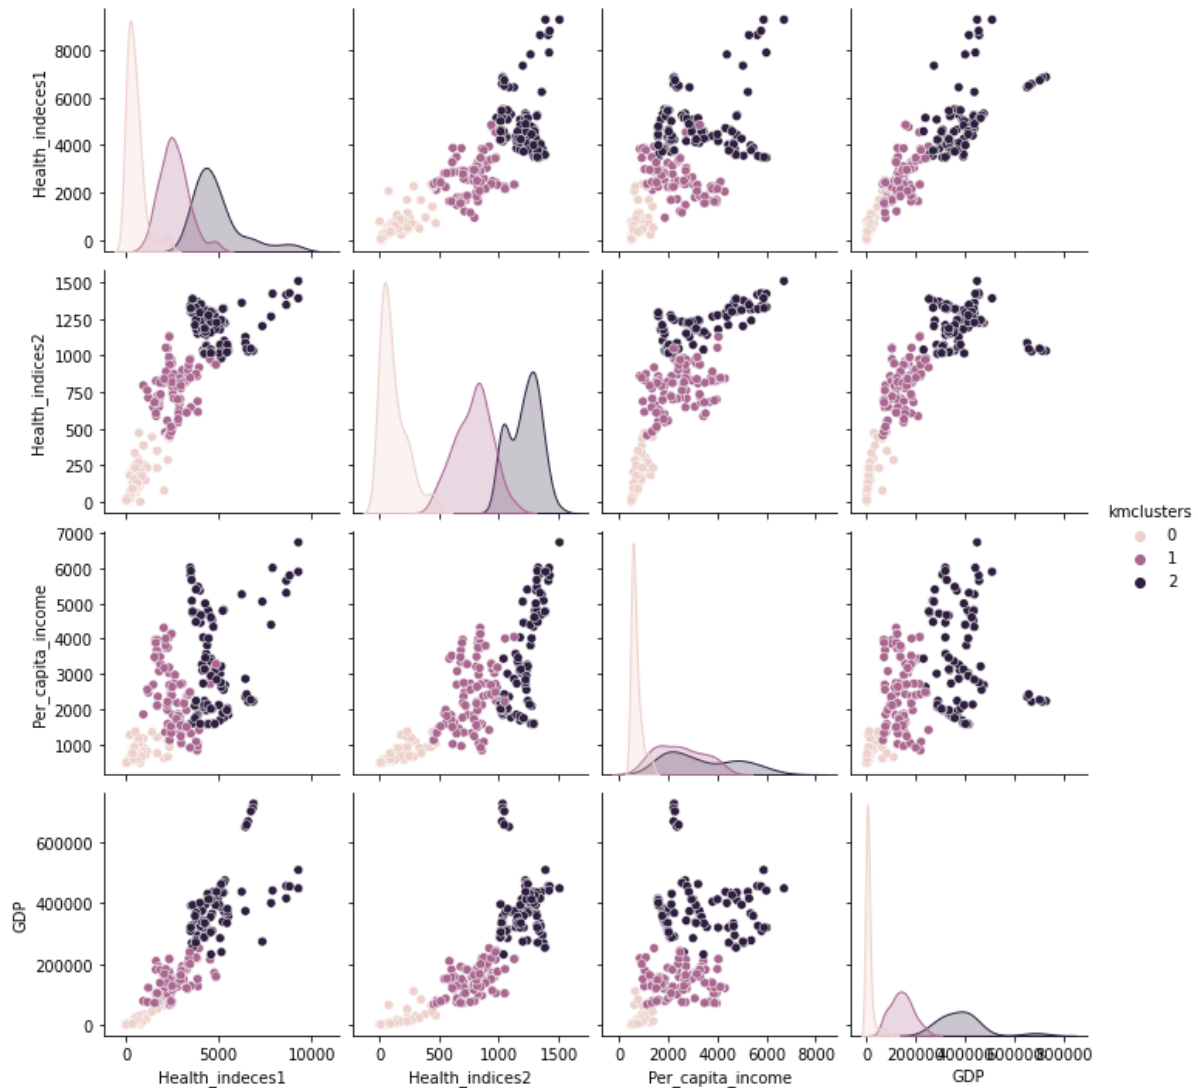 Health_indeces1
8000
6000
4000
2000
0
Health_indices2
1500
1250
1000
750
500
250
0
kmclusters
0
1
2
Per_capita_income
7000
6000
5000
4000
3000
2000
1000
GDP
600000
400000
200000
0
0 5000 10000
0 500 1000 1500
0 2000 4000 6000 8000
0 200000 400000 600000 800000
Health_indeces1 Health_indices2 Per_capita_income GDP